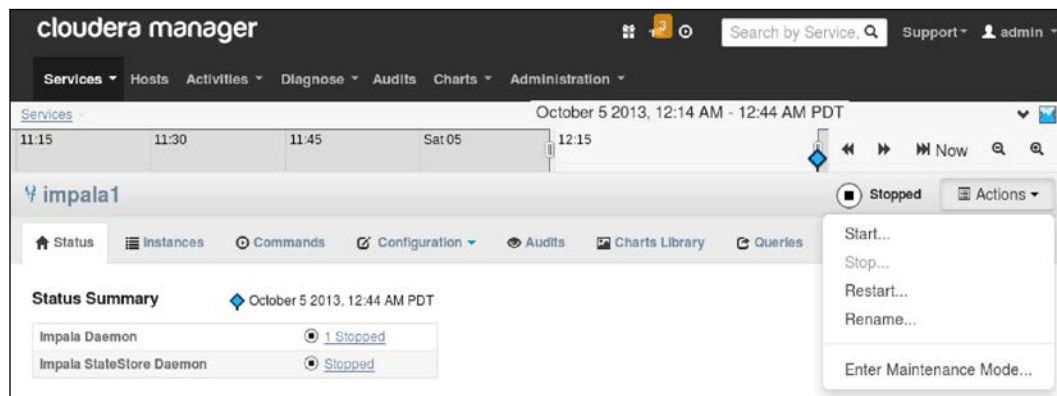 cloudera manager
3
Search by Service,
Support
admin
Services Hosts Activities Diagnose Audits Charts Administration
Services
October 5 2013, 12:14 AM - 12:44 AM PDT
11:15 11:30 11:45 Sat 05 12:15
Now
impala1
Stopped
Actions
Status Instances Commands Configuration Audits Charts Library Queries
Start...
Stop...
Restart...
Rename...
Enter Maintenance Mode...
Status Summary
October 5 2013, 12:44 AM PDT
Impala Daemon 1 Stopped
Impala StateStore Daemon Stopped